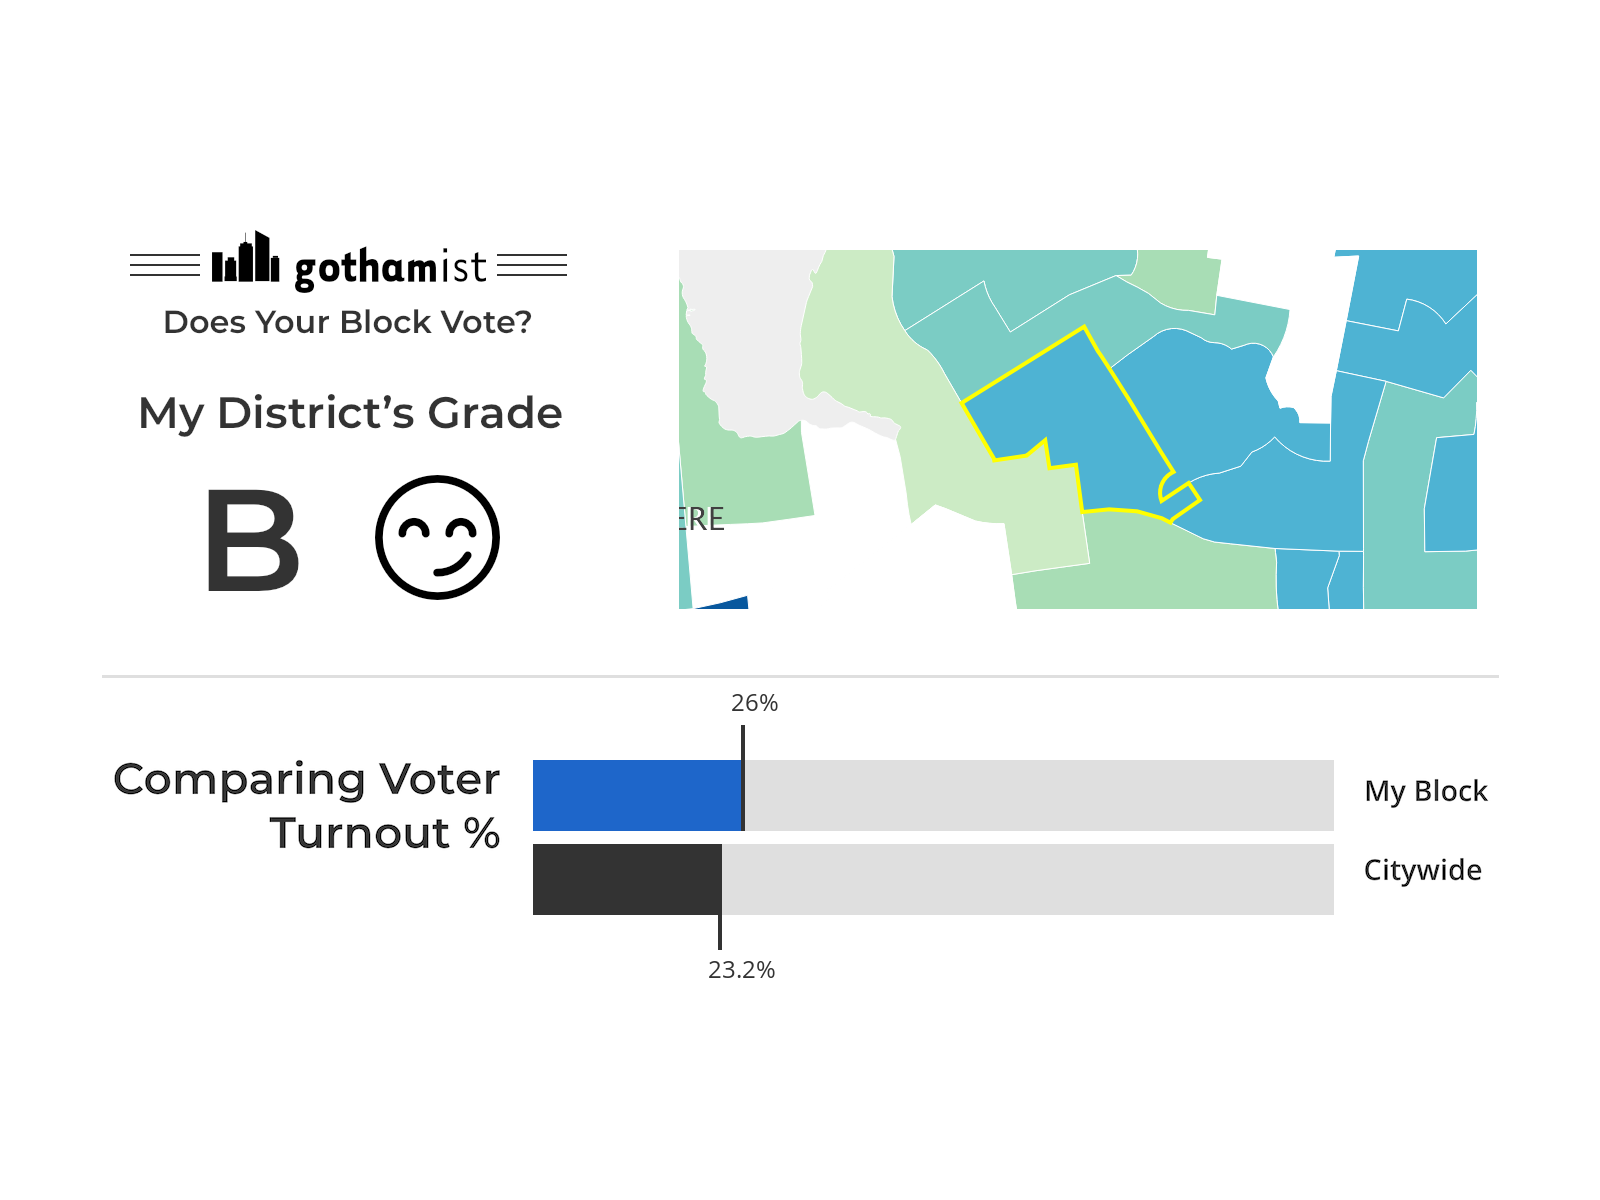 gothamist
Does Your Block Vote?
My District's Grade
B
ERE
26%
Comparing Voter
Turnout %
My Block
Citywide
23.2%